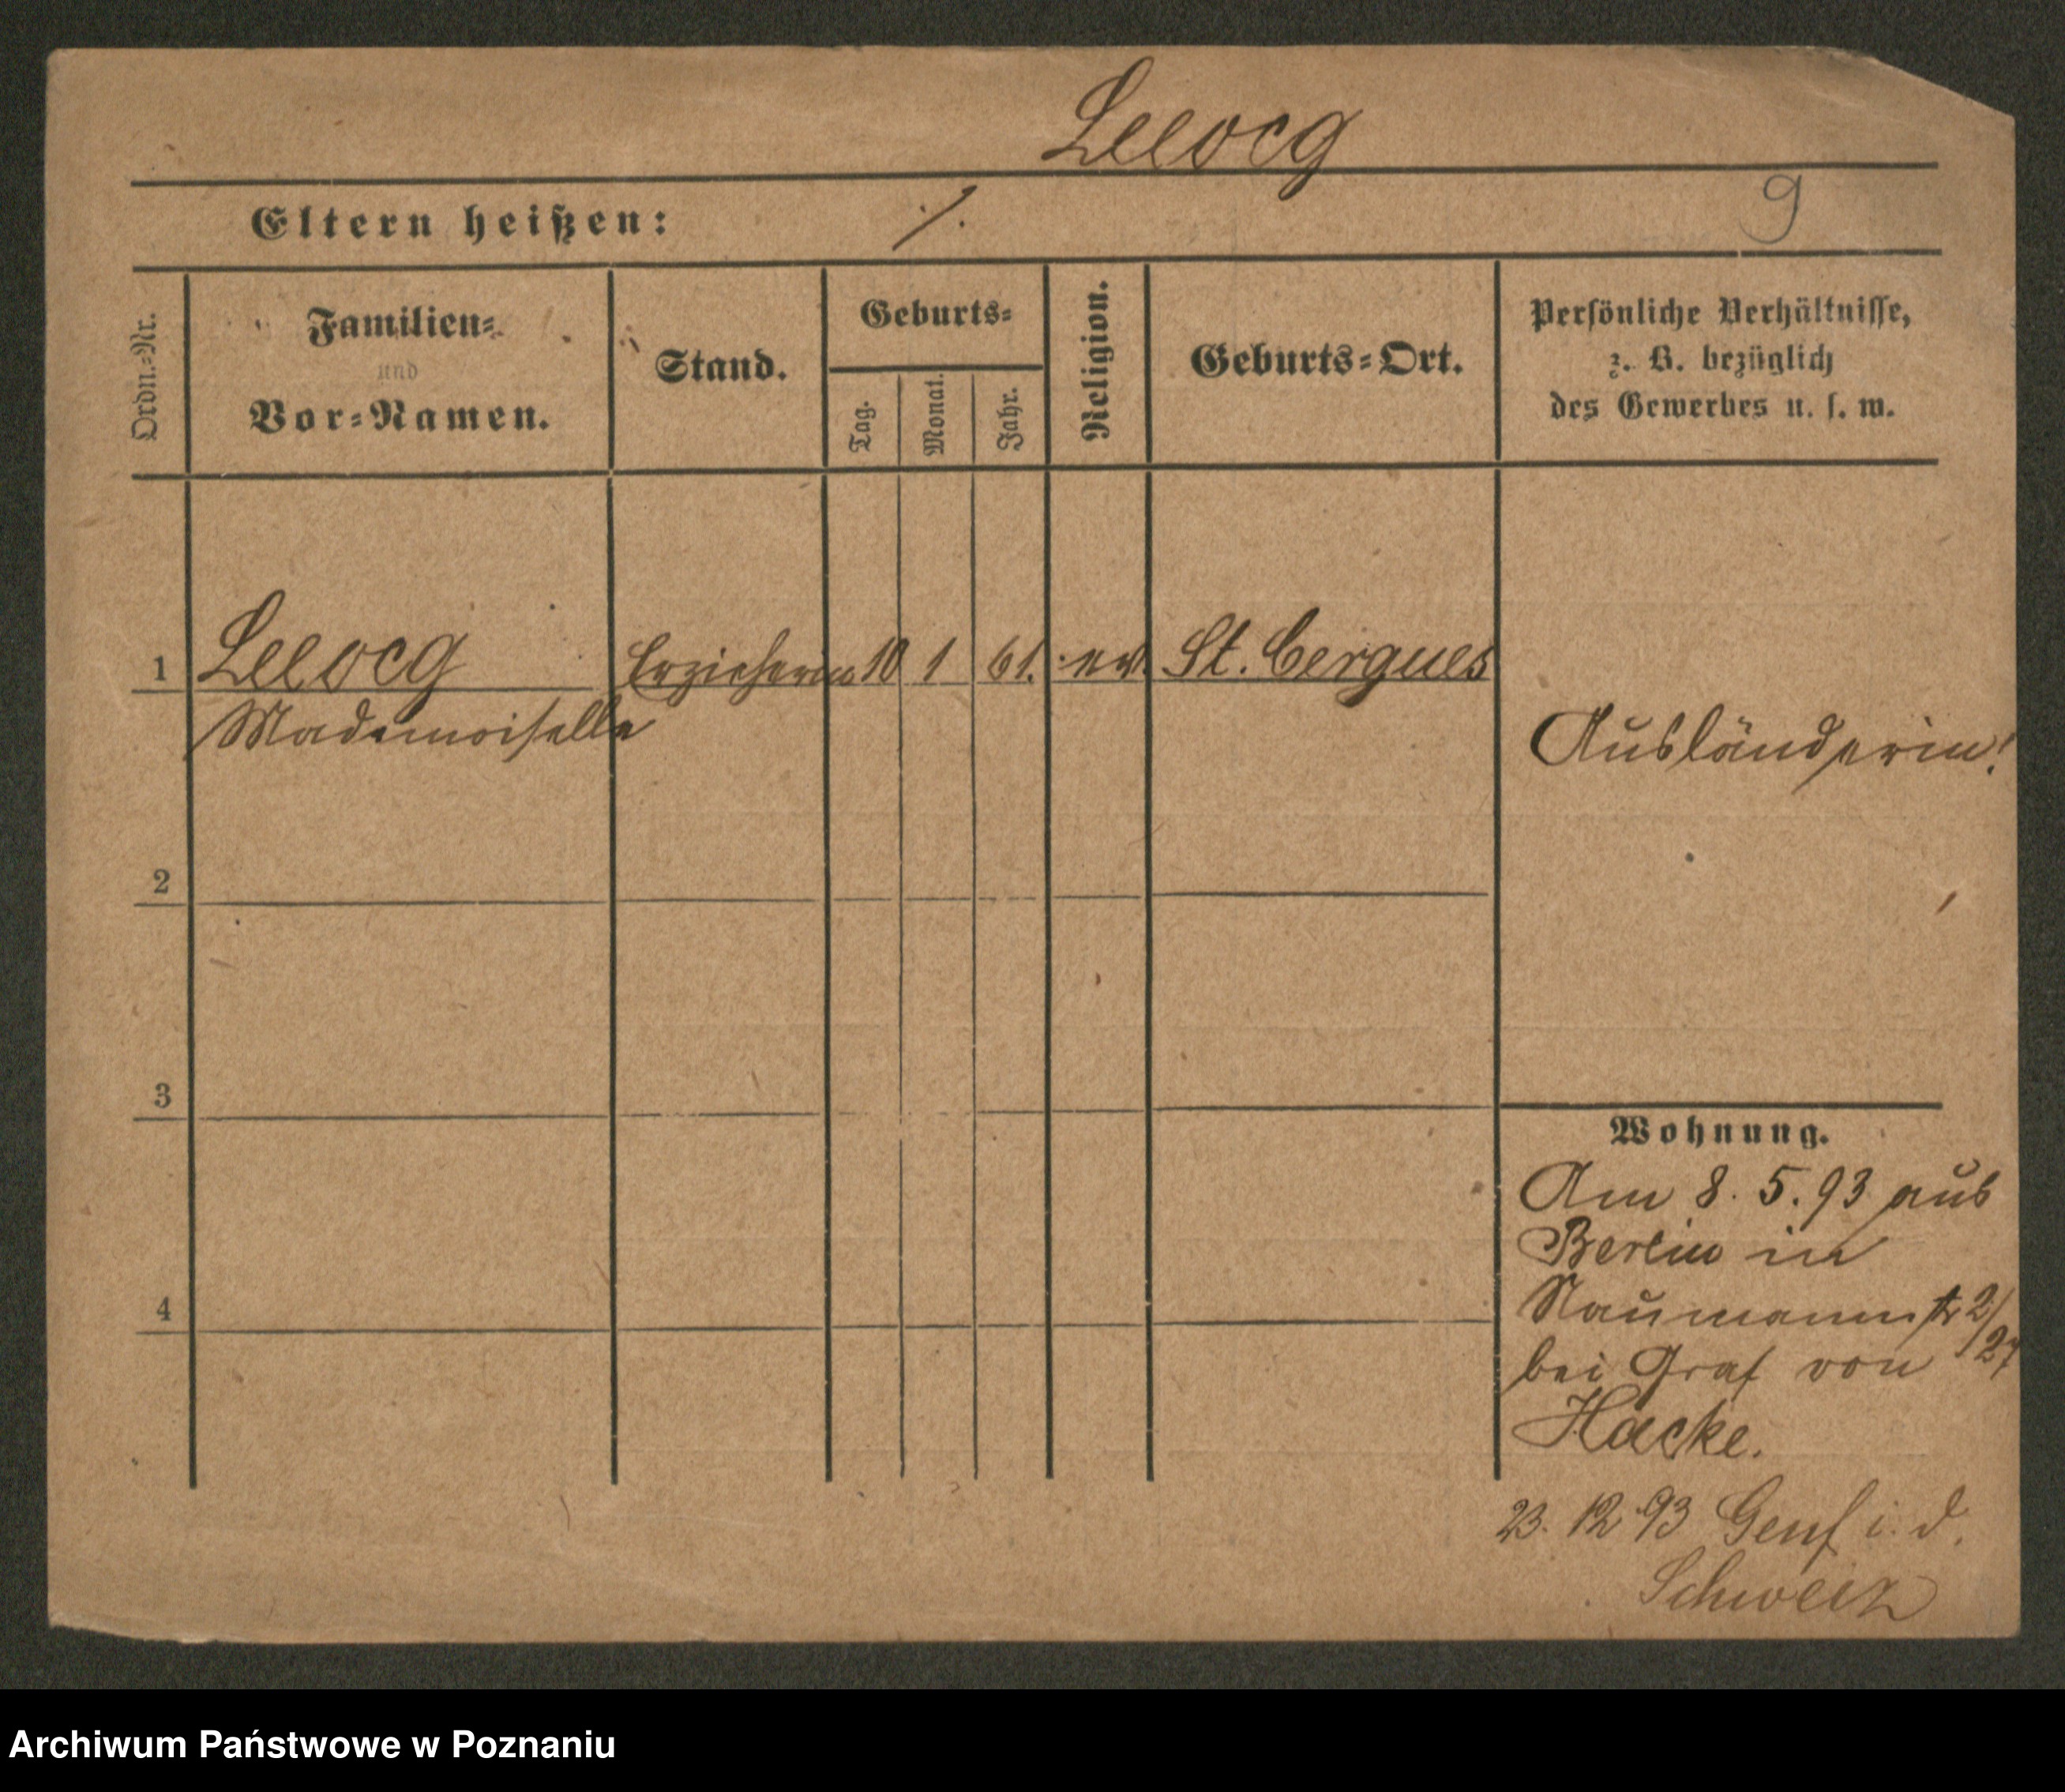 Leeocg
Eltern heißen: ./. 9
Ordn.=Nr.
Familien=
und
Vor=Namen.
Stand.
Geburts=
Tag.
Monat.
Jahr.
Religion.
Geburts=Ort.
Persönliche Verhältnisse,
z. B. bezüglich
des Gewerbes u. s. w.
1 Leeocg Erzieherin 10 1 61. ev. St. Cergues
Mademoiselle
Ausländerin!
2
3
4
Wohnung.
Am 8. 5. 93 aus
Berlin in
Naumannstr 2/27
bei Graf von
Hacke.
23. 12 93 Genf i. d.
Schweiz
Archiwum Państwowe w Poznaniu